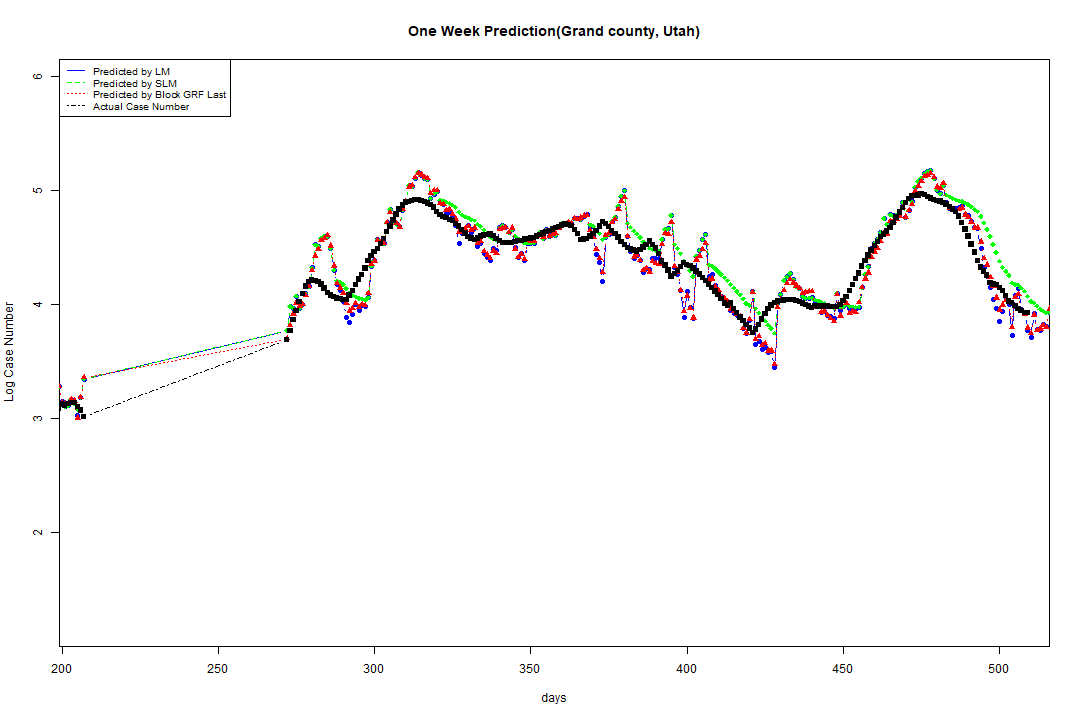 One Week Prediction(Grand county, Utah)
Predicted by LM
Predicted by SLM
Predicted by Block GRF Last
Actual Case Number
6
5
4
3
2
Log Case Number
200 250 300 350 400 450 500
days